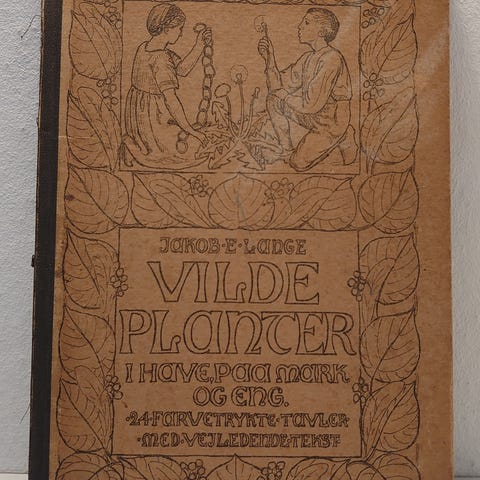 JAKOB·E·LANGE
VILDE
PLANTER
I HAVE, PAA MARK
OG ENG.
·24·FARVETRYKTE·TAVLER·
·MED·VEJLEDENDE·TEKST·